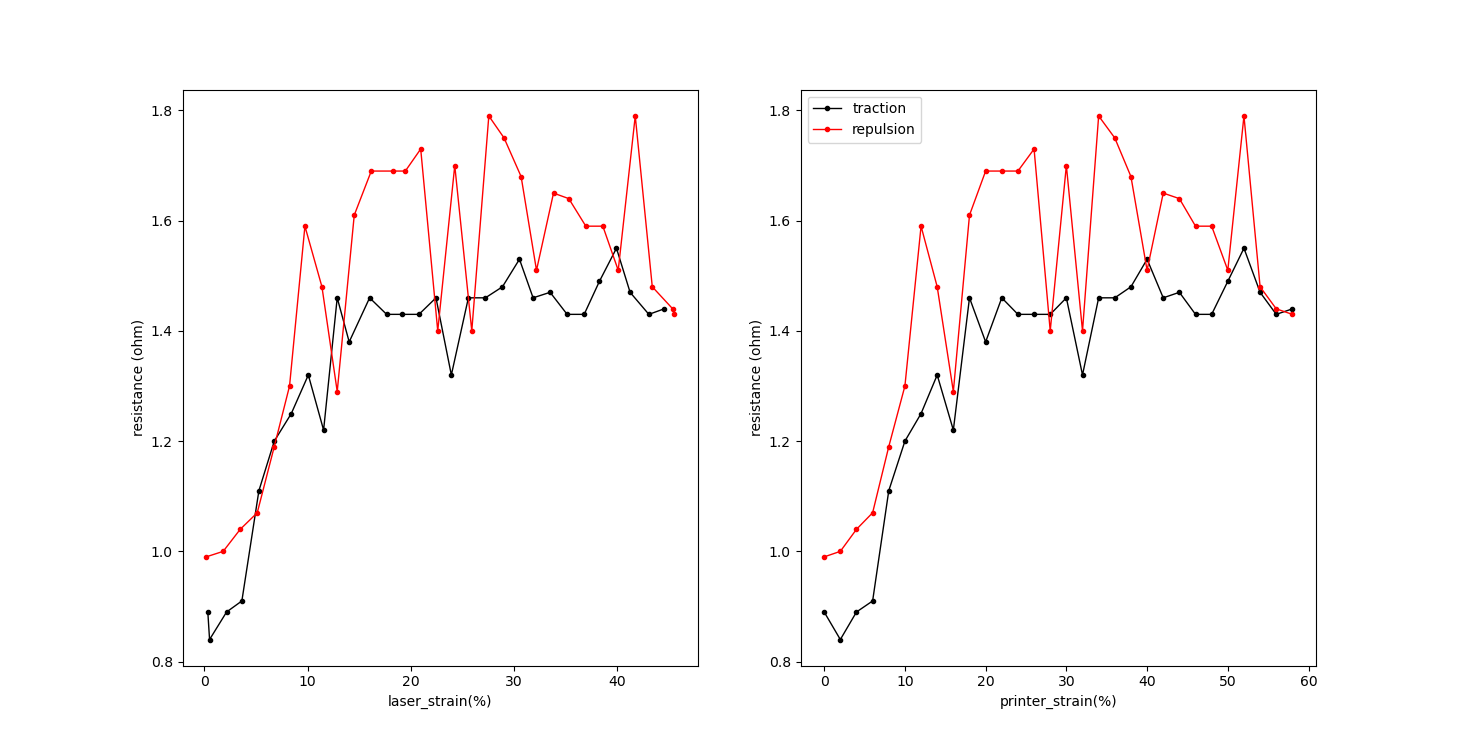 1.8
1.6
1.4
1.2
1.0
0.8
resistance (ohm)
0 10 20 30 40
laser_strain(%)
traction
repulsion
1.8
1.6
1.4
1.2
1.0
0.8
resistance (ohm)
0 10 20 30 40 50 60
printer_strain(%)